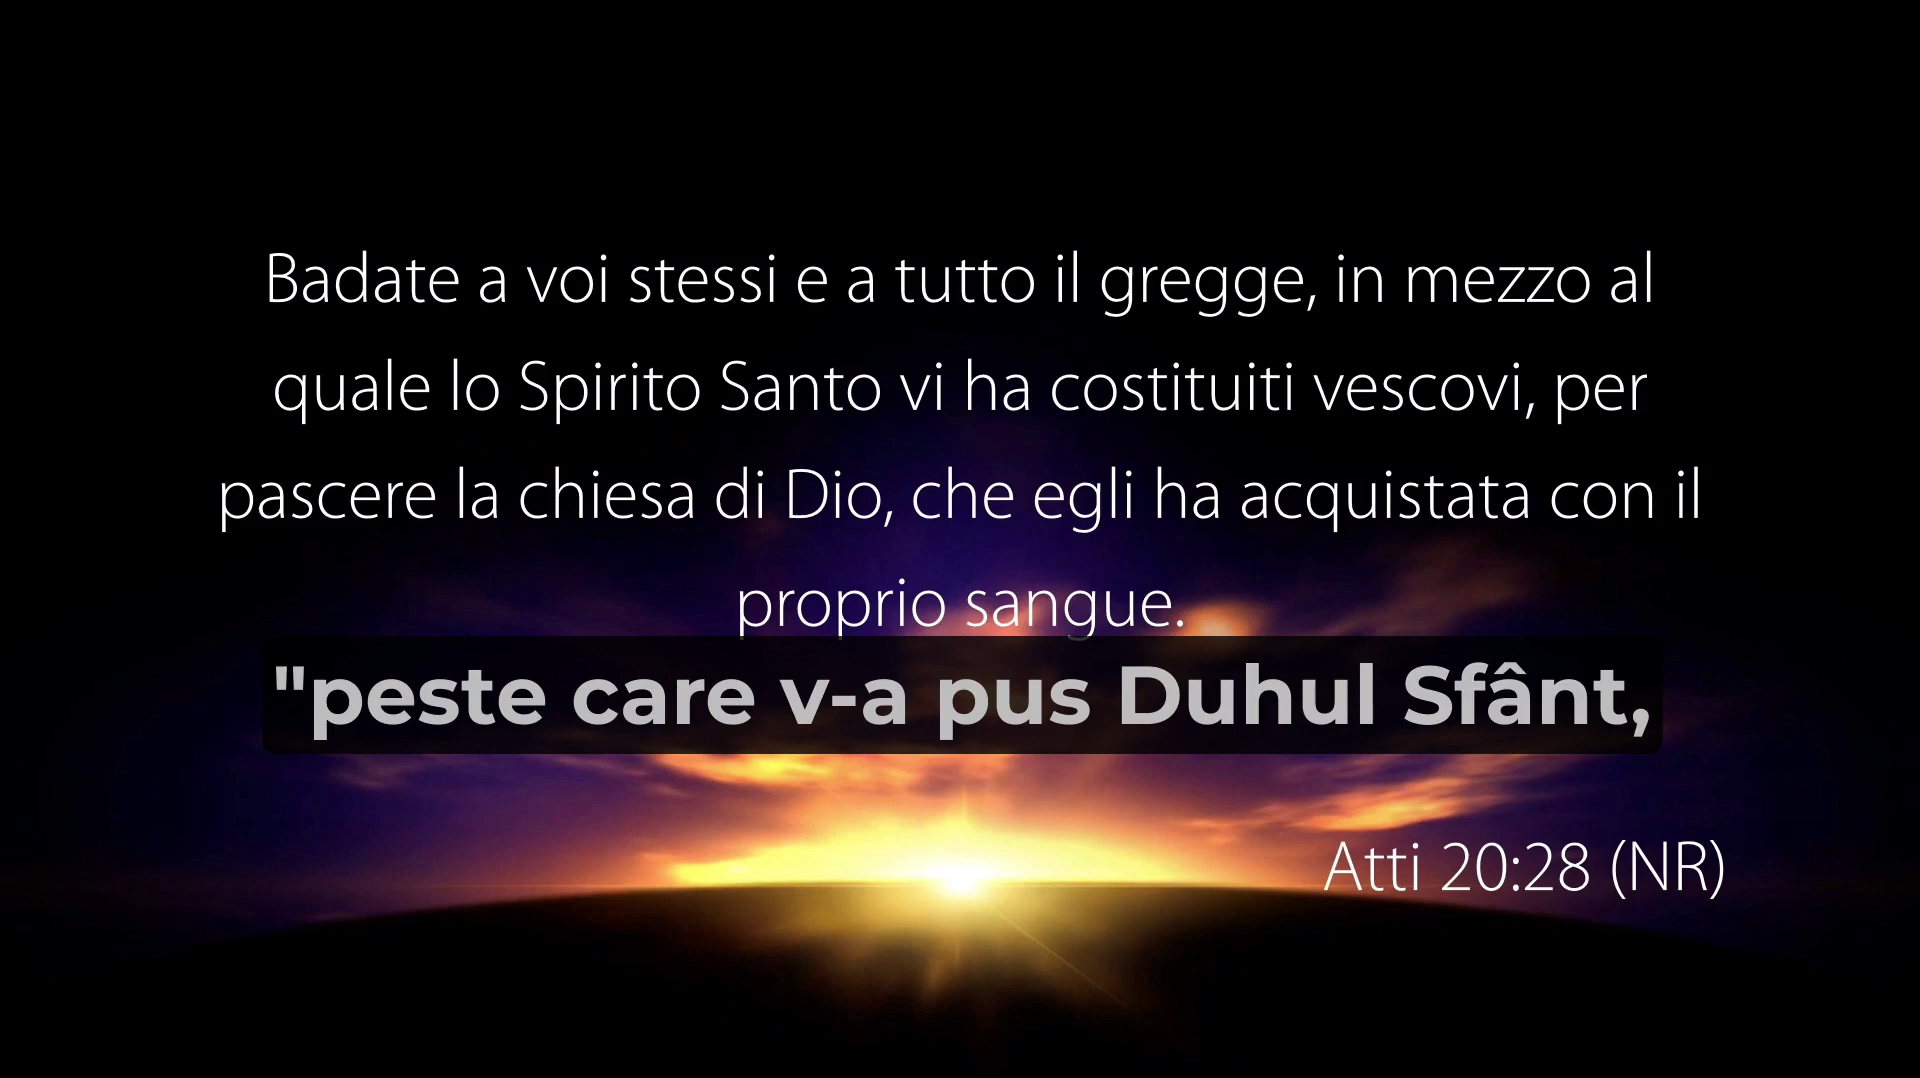 Badate a voi stessi e a tutto il gregge, in mezzo al
quale lo Spirito Santo vi ha costituiti vescovi, per
pascere la chiesa di Dio, che egli ha acquistata con il
proprio sangue.
"peste care v-a pus Duhul Sfânt,
Atti 20:28 (NR)